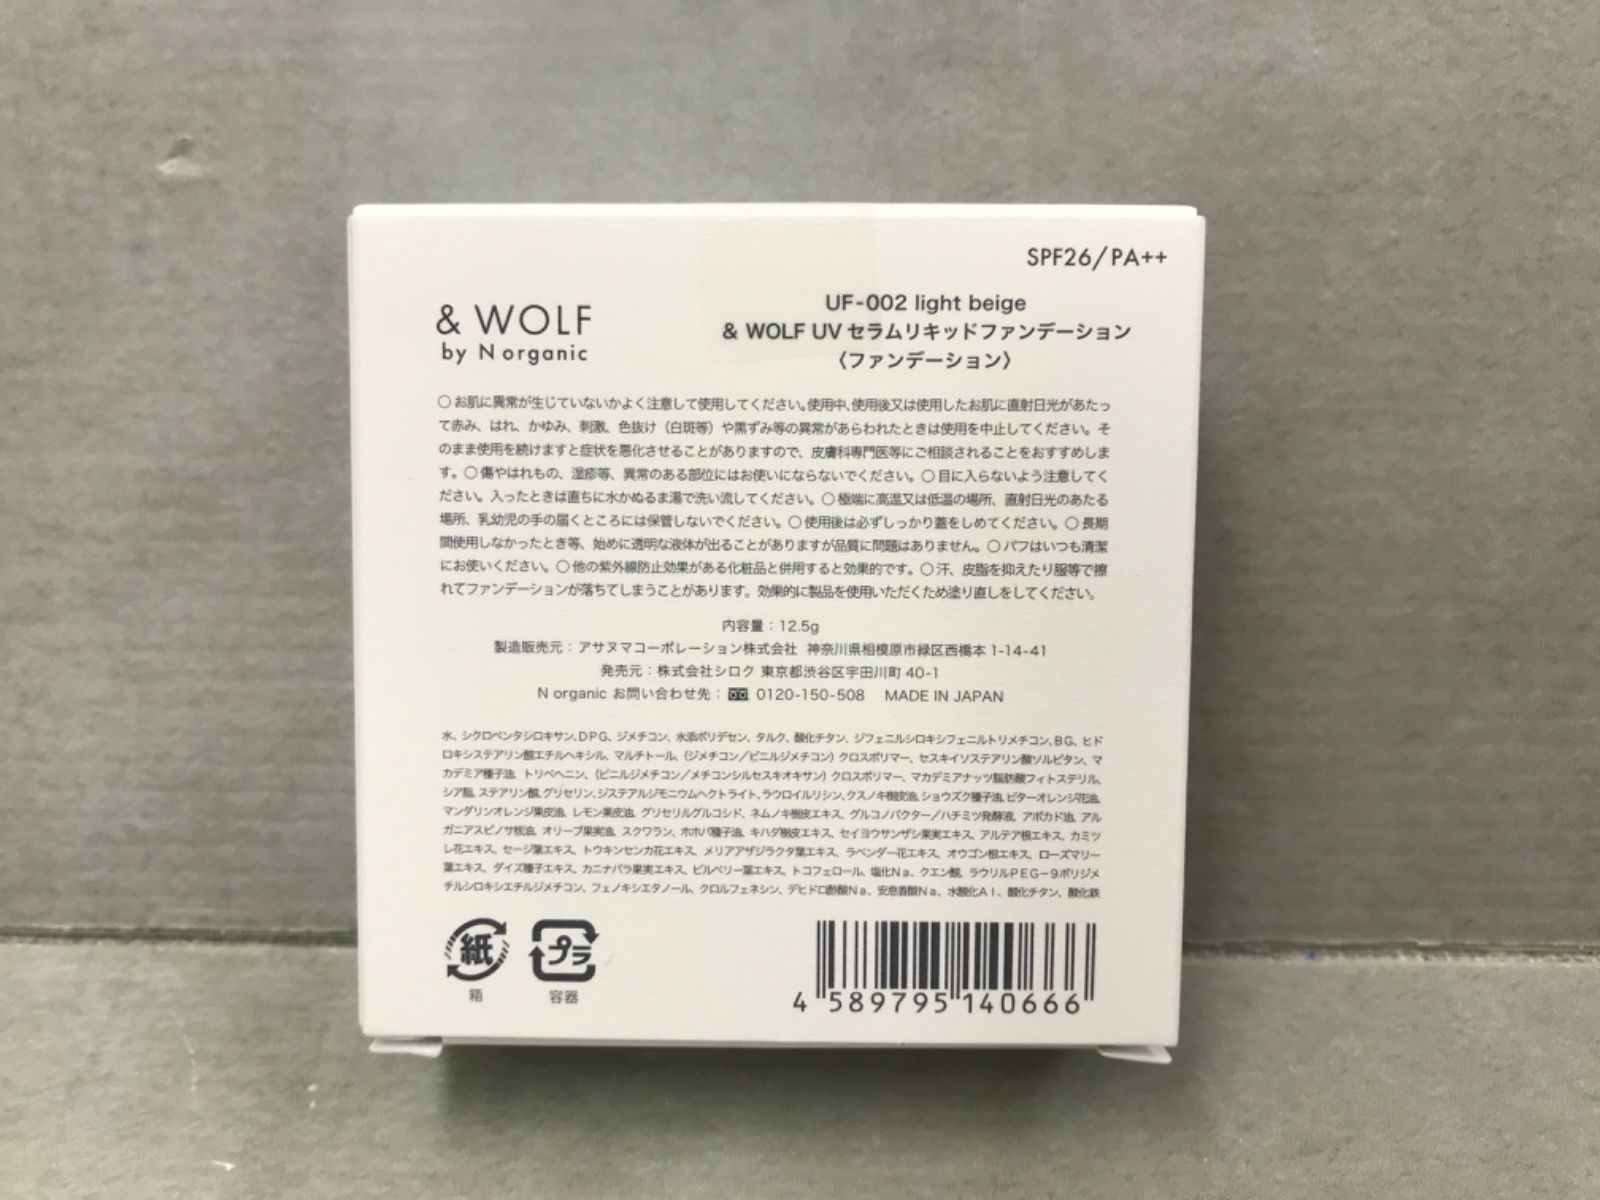 SPF26/PA++
& WOLF
by N organic
UF-002 light beige
& WOLF UV セラムリキッドファンデーション
〈ファンデーション〉
○お肌に異常が生じていないかよく注意して使用してください。使用中、使用後又は使用したお肌に直射日光があたっ
て赤み、はれ、かゆみ、刺激、色抜け（白斑等）や黒ずみ等の異常があらわれたときは使用を中止してください。そ
のまま使用を続けますと症状を悪化させることがありますので、皮膚科専門医等にご相談されることをおすすめしま
す。○傷やはれもの、湿疹等、異常のある部位にはお使いにならないでください。○目に入らないよう注意してく
ださい。入ったときは直ちに水かぬるま湯で洗い流してください。○極端に高温又は低温の場所、直射日光のあたる
場所、乳幼児の手の届くところには保管しないでください。○使用後は必ずしっかり蓋をしめてください。○長期
間使用しなかったとき等、始めに透明な液体が出ることがありますが品質に問題はありません。○パフはいつも清潔
にお使いください。○他の紫外線防止効果がある化粧品と併用すると効果的です。○汗、皮脂を抑えたり服等で擦
れてファンデーションが落ちてしまうことがあります。効果的に製品を使用いただくため塗り直しをしてください。
内容量：12.5g
製造販売元：アサヌマコーポレーション株式会社 神奈川県相模原市緑区西橋本 1-14-41
発売元：株式会社シロク 東京都渋谷区宇田川町 40-1
N organic お問い合わせ先： 0120-150-508 MADE IN JAPAN
水、シクロペンタシロキサン、DPG、ジメチコン、水添ポリデセン、タルク、酸化チタン、ジフェニルシロキシフェニルトリメチコン、BG、ヒド
ロキシステアリン酸エチルヘキシル、マルチトール、（ジメチコン／ビニルジメチコン）クロスポリマー、セスキイソステアリン酸ソルビタン、マ
カデミア種子油、トリベヘニン、（ビニルジメチコン／メチコンシルセスキオキサン）クロスポリマー、マカデミアナッツ脂肪酸フィトステリル、
シア脂、ステアリン酸、グリセリン、ジステアルジモニウムヘクトライト、ラウロイルリシン、クスノキ樹皮油、ショウズク種子油、ビターオレンジ花油、
マンダリンオレンジ果皮油、レモン果皮油、グリセリルグルコシド、ネムノキ樹皮エキス、グルコノバクター／ハチミツ発酵液、アボカド油、アル
ガニアスピノサ核油、オリーブ果実油、スクワラン、ホホバ種子油、キハダ樹皮エキス、セイヨウサンザシ果実エキス、アルテア根エキス、カミツ
レ花エキス、セージ葉エキス、トウキンセンカ花エキス、メリアアザジラクタ葉エキス、ラベンダー花エキス、オウゴン根エキス、ローズマリー
葉エキス、ダイズ種子エキス、カニナバラ果実エキス、ビルベリー葉エキス、トコフェロール、塩化Na、クエン酸、ラウリルPEG－9ポリジメ
チルシロキシエチルジメチコン、フェノキシエタノール、クロルフェネシン、デヒドロ酢酸Na、安息香酸Na、水酸化Al、酸化チタン、酸化鉄
紙
箱
プラ
容器
4 589795 140666